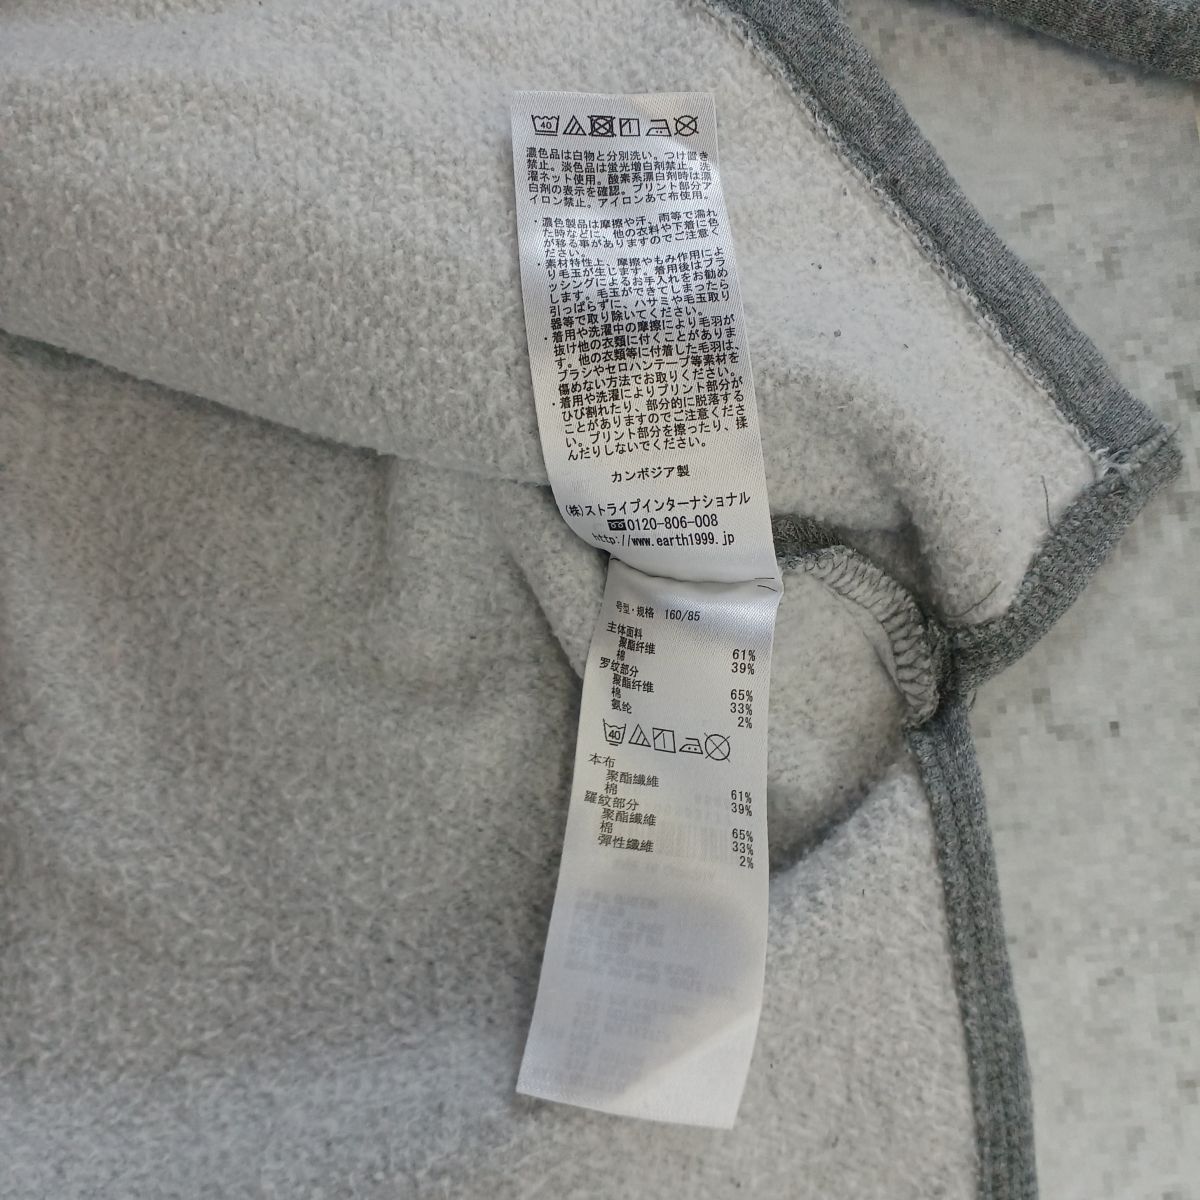 40
濃色品は白物と分別洗い。つけ置き
禁止。淡色品は蛍光増白剤禁止。洗
濯ネット使用。酸素系漂白剤時は漂
白剤の表示を確認。プリント部分ア
イロン禁止。アイロンあて布使用。
・濃色製品は摩擦や汗、雨等で濡れ
た時などに、他の衣料や下着に色
が移る事がありますのでご注意く
ださい。
・素材特性上、摩擦やもみ作用によ
り毛玉が生じます。着用後はブラ
ッシングによるお手入れをお勧め
します。毛玉ができてしまったら
引っぱらずに、ハサミや毛玉取り
器等で取り除いてください。
・着用や洗濯中の摩擦により毛羽が
抜け他の衣類に付くことがありま
す。他の衣類等に付着した毛羽は、
ブラシやセロハンテープ等素材を
傷めない方法でお取りください。
・着用や洗濯によりプリント部分が
ひび割れたり、部分的に脱落する
ことがありますのでご注意くださ
い。プリント部分を擦ったり、揉
んだりしないでください。
カンボジア製
(株)ストライプインターナショナル
0120-806-008
http://www.earth1999.jp
号型・规格 160/85
主体面料
聚酯纤维 61%
棉 39%
罗纹部分
聚酯纤维 65%
棉 33%
氨纶 2%
40
本布
聚酯纖維 61%
棉 39%
羅紋部分
聚酯纖維 65%
棉 33%
彈性纖維 2%